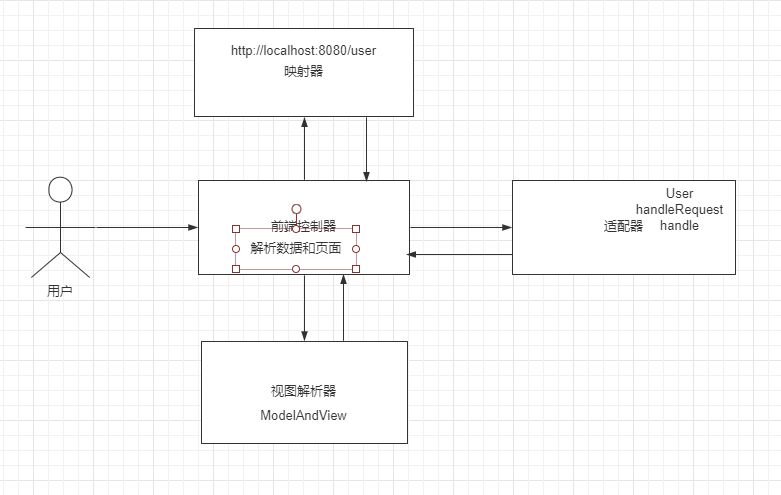 http://localhost:8080/user
映射器
前端控制器
解析数据和页面
User
handleRequest
适配器 handle
用户
视图解析器
ModelAndView